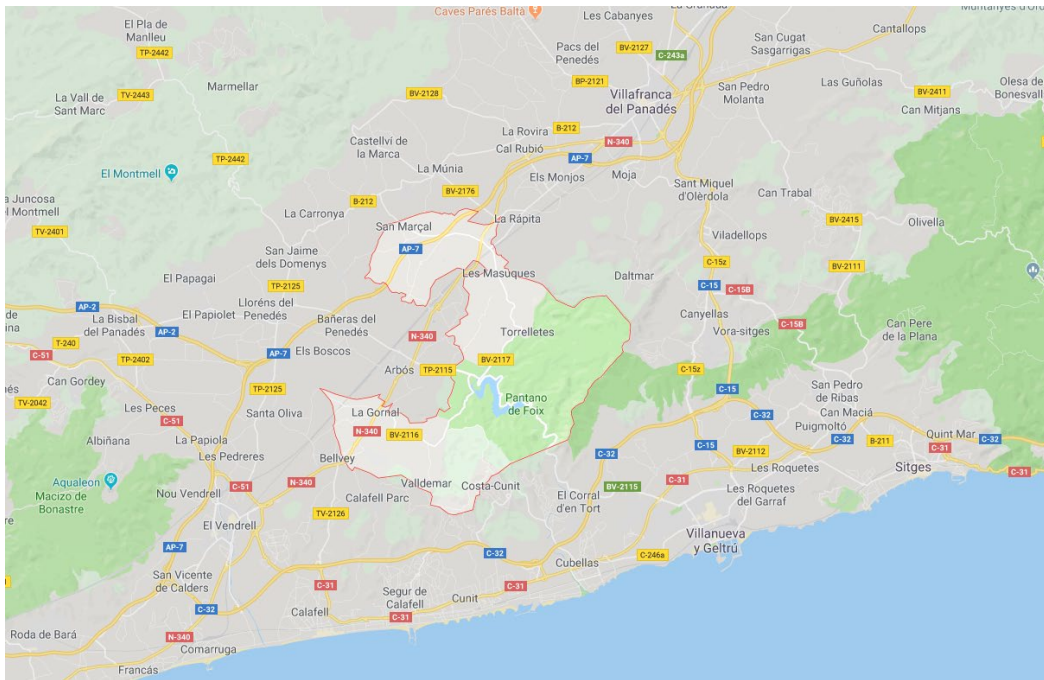 Caves Parés Baltà
Les Cabanyes
La Granada
Muntanyes d'Or
El Pla de
Manlleu
TP-2442
Pacs del
Penedés
BV-2127
C-243a
San Cugat
Sasgarrigas
Cantallops
Marmellar
TV-2443
La Vall de
Sant Marc
BV-2128
BP-2121
Villafranca
del Panadés
San Pedro
Molanta
Las Guñolas
BV-2411
Olesa de
Bonesvall
Can Mitjans
La Rovira
B-212
Cal Rubió
N-340
AP-7
Castellví de
la Marca
TP-2442
El Montmell
La Múnia
Els Monjos
Moja
Sant Miquel
d'Olèrdola
Can Trabal
a Juncosa
el Montmell
BV-2176
B-212
La Carronya
San Marçal
La Rápita
BV-2415
Olivella
TV-2401
AP-7
Viladellops
San Jaime
dels Domenys
C-15z
BV-2111
El Papagai
TP-2125
Les Masuques
Daltmar
C-15
C-15B
AP-2
La Bisbal
del Panadés
El Papiolet
Lloréns del
Penedés
Bañeras del
Penedés
Canyellas
Vora-sitges
C-15B
Can Pere
de la Plana
de
ina
T-240
AP-2
N-340
Torrelletes
C-51
TP-2402
AP-7
Els Boscos
BV-2117
Arbós
TP-2115
C-15z
Can Gordey
nés
TV-2042
TP-2125
C-15
San Pedro
de Ribas
Pantano
de Foix
Les Peces
Santa Oliva
La Gornal
C-32
Can Maciá
Puigmoltó
C-51
N-340
BV-2116
Albiñana
La Papiola
C-15
C-32
B-211
Quint Mar
C-32
C-31
BV-2112
Les Pedreres
Bellvey
C-32
Les Roquetes
Sitges
C-31
Aqualeon
Macizo de
Bonastre
C-51
N-340
Valldemar
Costa-Cunit
BV-2115
C-31
Les Roquetes
del Garraf
Nou Vendrell
Calafell Parc
El Corral
d'en Tort
TV-2126
El Vendrell
Villanueva
y Geltrú
AP-7
C-32
C-246a
Cubellas
San Vicente
de Calders
C-31
Segur de
Calafell
C-31
Cunit
C-32
Calafell
C-31
Roda de Bará
N-340
Comarruga
Francás